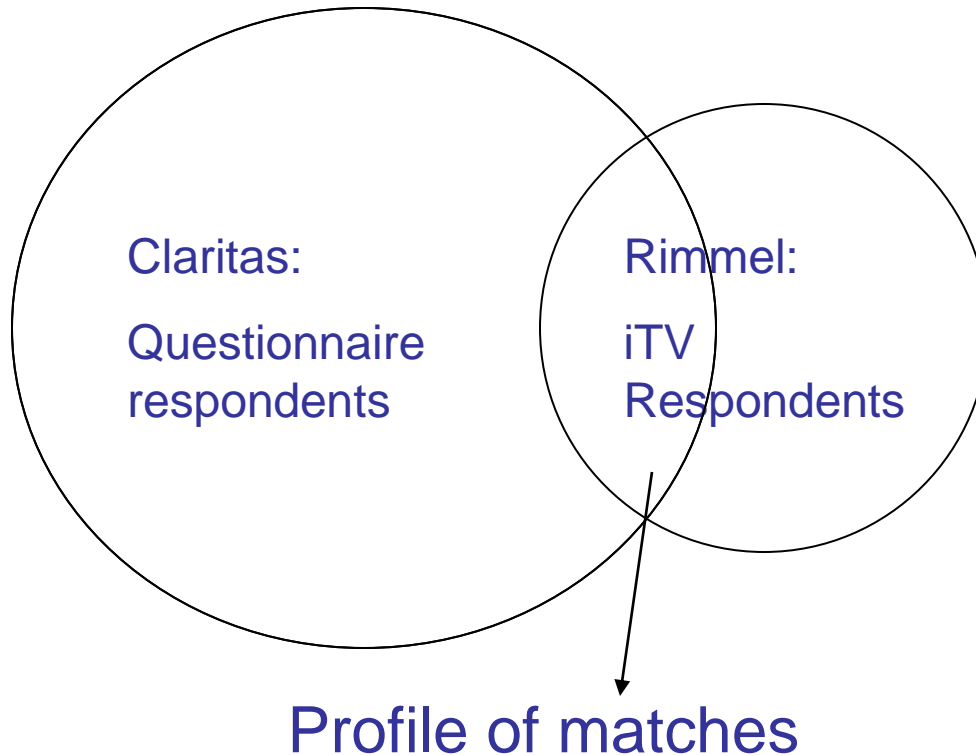 Claritas:
Questionnaire
respondents
Rimmel:
iTV
Respondents
Profile of matches